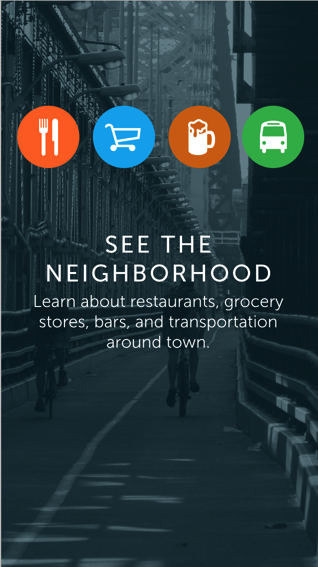 SEE THE
NEIGHBORHOOD
Learn about restaurants, grocery
stores, bars, and transportation
around town.